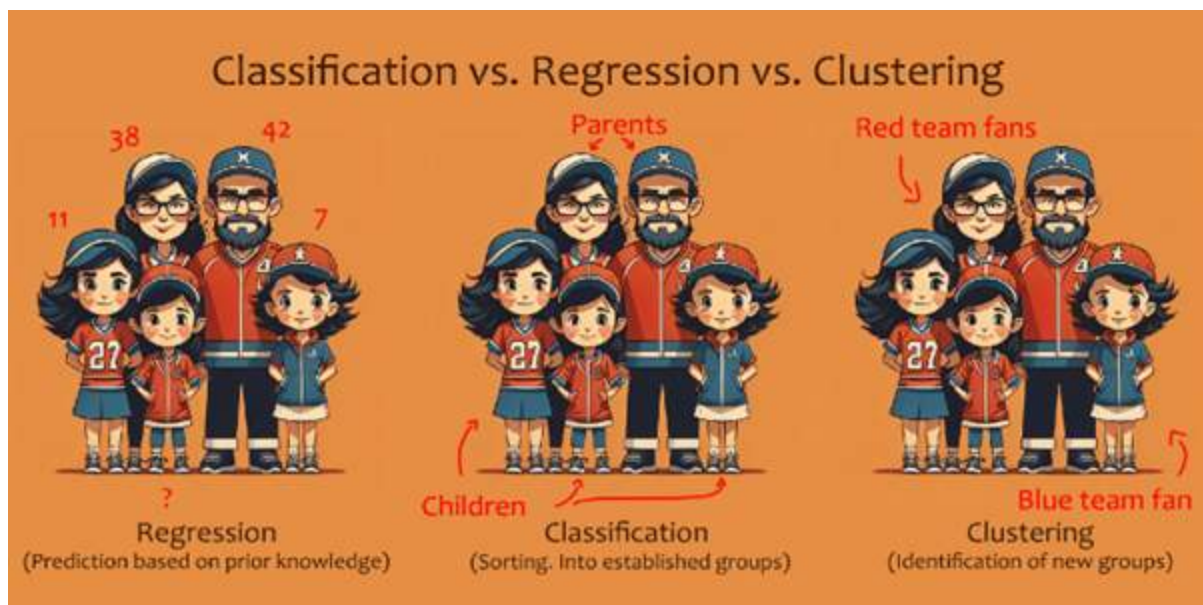 Classification vs. Regression vs. Clustering
38
42
11
7
27
?
Regression
(Prediction based on prior knowledge)
Parents
27
Children
Classification
(Sorting. Into established groups)
Red team fans
27
Blue team fan
Clustering
(Identification of new groups)